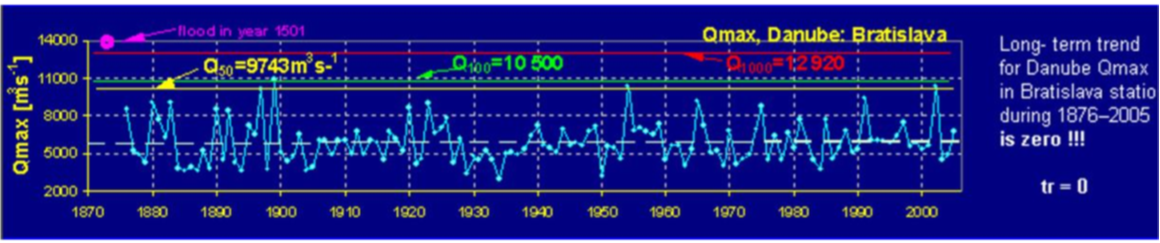 flood in year 1501
14000
Qmax, Danube: Bratislava
Q50=9743m³s-¹
Q100=10 500
Q1000=12 920
11000
8000
5000
2000
Qmax [m³s-¹]
1870 1880 1890 1900 1910 1920 1930 1940 1950 1960 1970 1980 1990 2000
Long- term trend
for Danube Qmax
in Bratislava statio
during 1876–2005
is zero !!!
tr = 0